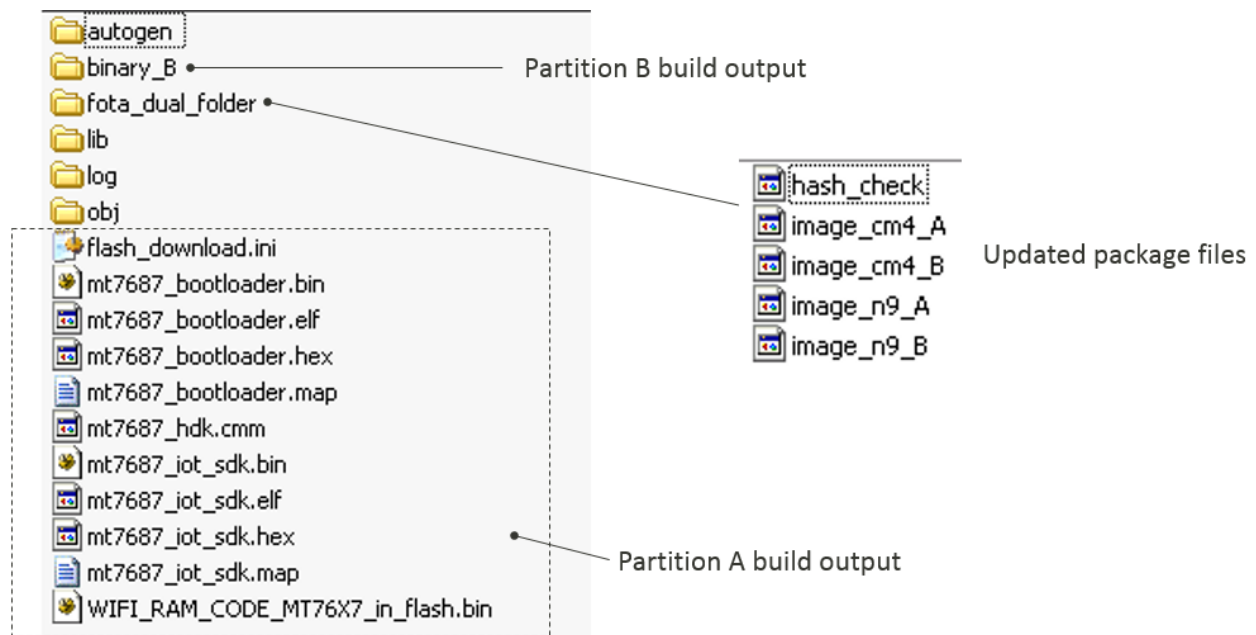 autogen
binary_B
Partition B build output
fota_dual_folder
lib
log
obj
flash_download.ini
mt7687_bootloader.bin
mt7687_bootloader.elf
mt7687_bootloader.hex
mt7687_bootloader.map
mt7687_hdk.cmm
mt7687_iot_sdk.bin
mt7687_iot_sdk.elf
mt7687_iot_sdk.hex
mt7687_iot_sdk.map
WIFI_RAM_CODE_MT76X7_in_flash.bin
Partition A build output
hash_check
image_cm4_A
image_cm4_B
image_n9_A
image_n9_B
Updated package files